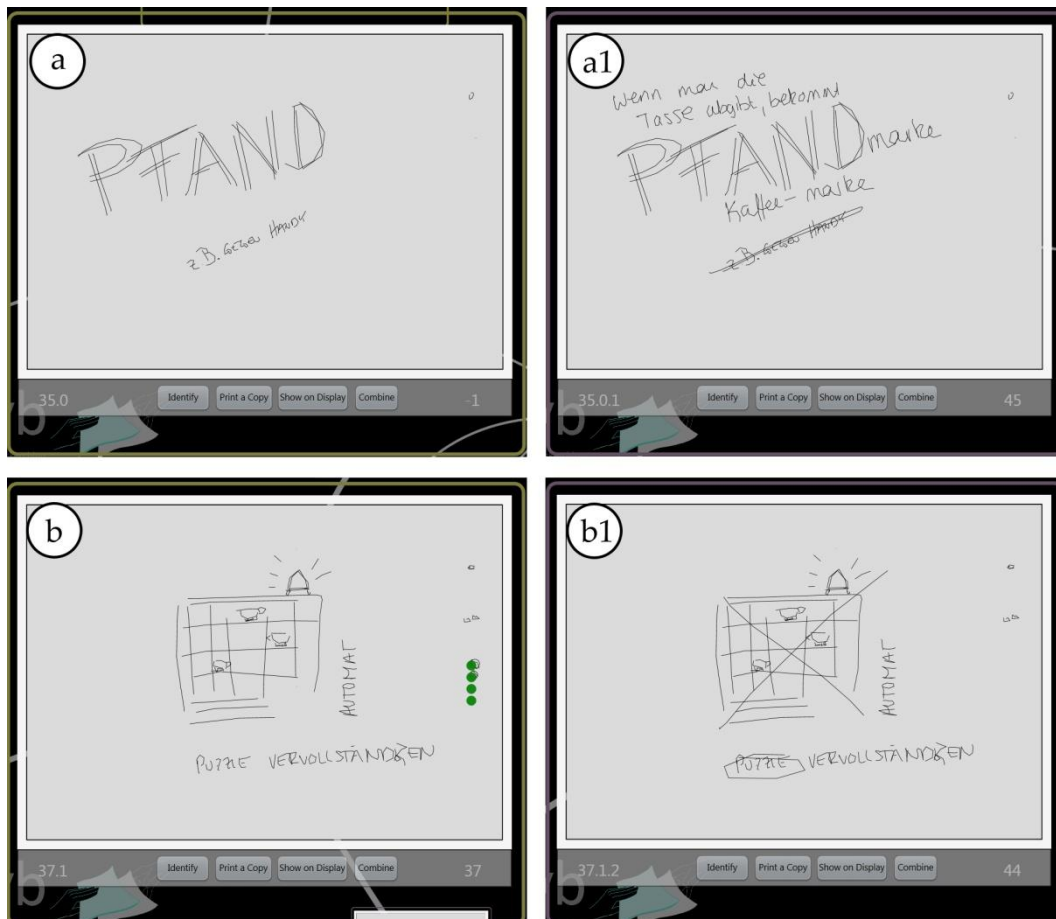 a
PFAND
z.B. GEGEN HANDY
35.0
Identify
Print a Copy
Show on Display
Combine
-1
a1
Wenn man die
Tasse abgibt, bekommt
PFANDmarke
Kaffee-marke
z.B. GEGEN HANDY
35.0.1
Identify
Print a Copy
Show on Display
Combine
45
b
AUTOMAT
PUZZLE VERVOLLSTÄNDIGEN
37.1
Identify
Print a Copy
Show on Display
Combine
37
b1
AUTOMAT
PUZZLE VERVOLLSTÄNDIGEN
37.1.2
Identify
Print a Copy
Show on Display
Combine
44